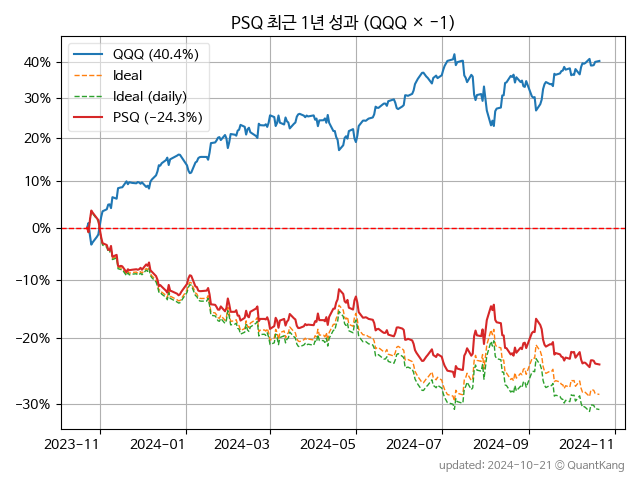 PSQ 최근 1년 성과 (QQQ × −1)
QQQ (40.4%)
Ideal
Ideal (daily)
PSQ (−24.3%)
40%
30%
20%
10%
0%
−10%
−20%
−30%
2023-11 2024-01 2024-03 2024-05 2024-07 2024-09 2024-11
updated: 2024-10-21 © QuantKang